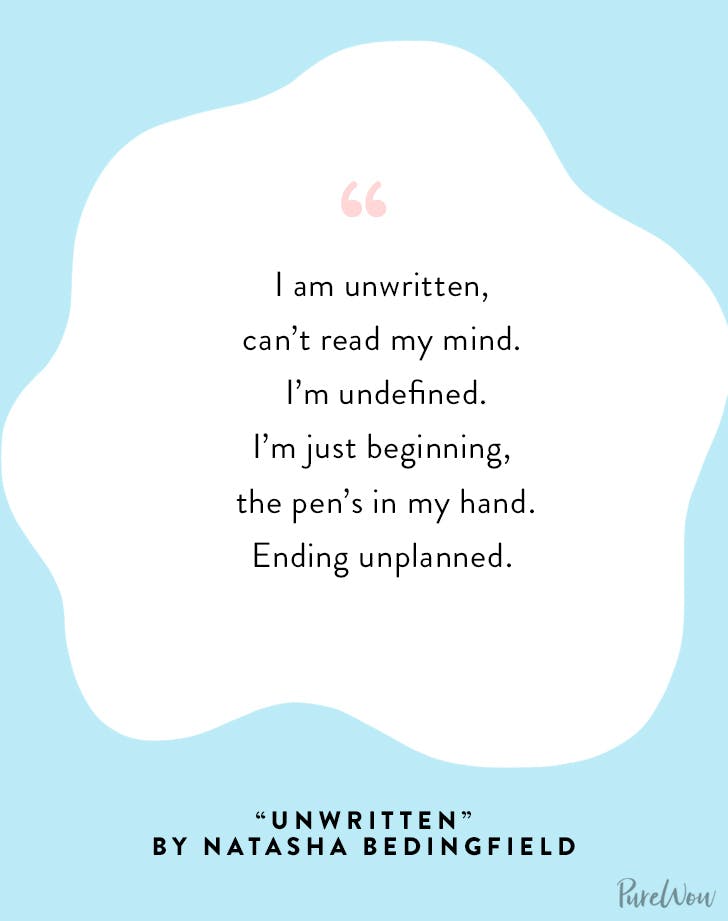 “
I am unwritten,
can’t read my mind.
I’m undefined.
I’m just beginning,
the pen’s in my hand.
Ending unplanned.
“UNWRITTEN”
BY NATASHA BEDINGFIELD
PureWow